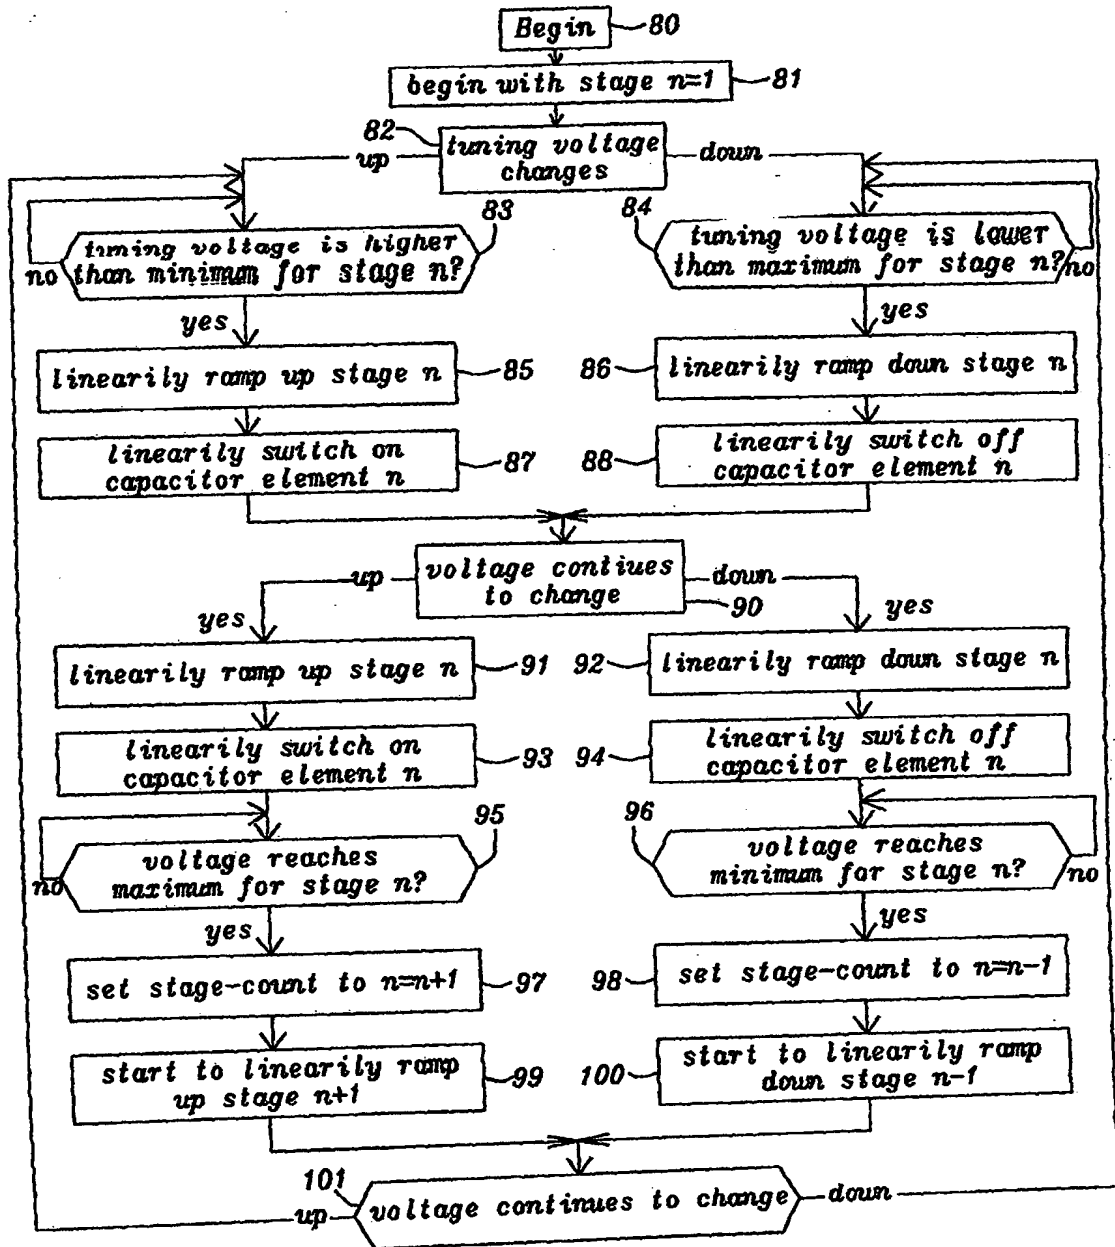 Begin 80
begin with stage n=1 81
82
tuning voltage
changes
up
down
83
84
tuning voltage is higher
than minimum for stage n?
no
tuning voltage is lower
than maximum for stage n?
no
yes
yes
linearily ramp up stage n 85
86 linearily ramp down stage n
linearily switch on
capacitor element n
87
88
linearily switch off
capacitor element n
up
voltage contiues
to change
down
90
yes
yes
linearily ramp up stage n 91
92 linearily ramp down stage n
linearily switch on
capacitor element n
93
94
linearily switch off
capacitor element n
95
96
voltage reaches
maximum for stage n?
no
voltage reaches
minimum for stage n?
no
yes
yes
set stage-count to n=n+1 97
98 set stage-count to n=n-1
start to linearily ramp
up stage n+1
99
100
start to linearily ramp
down stage n-1
101
up
voltage continues to change
down